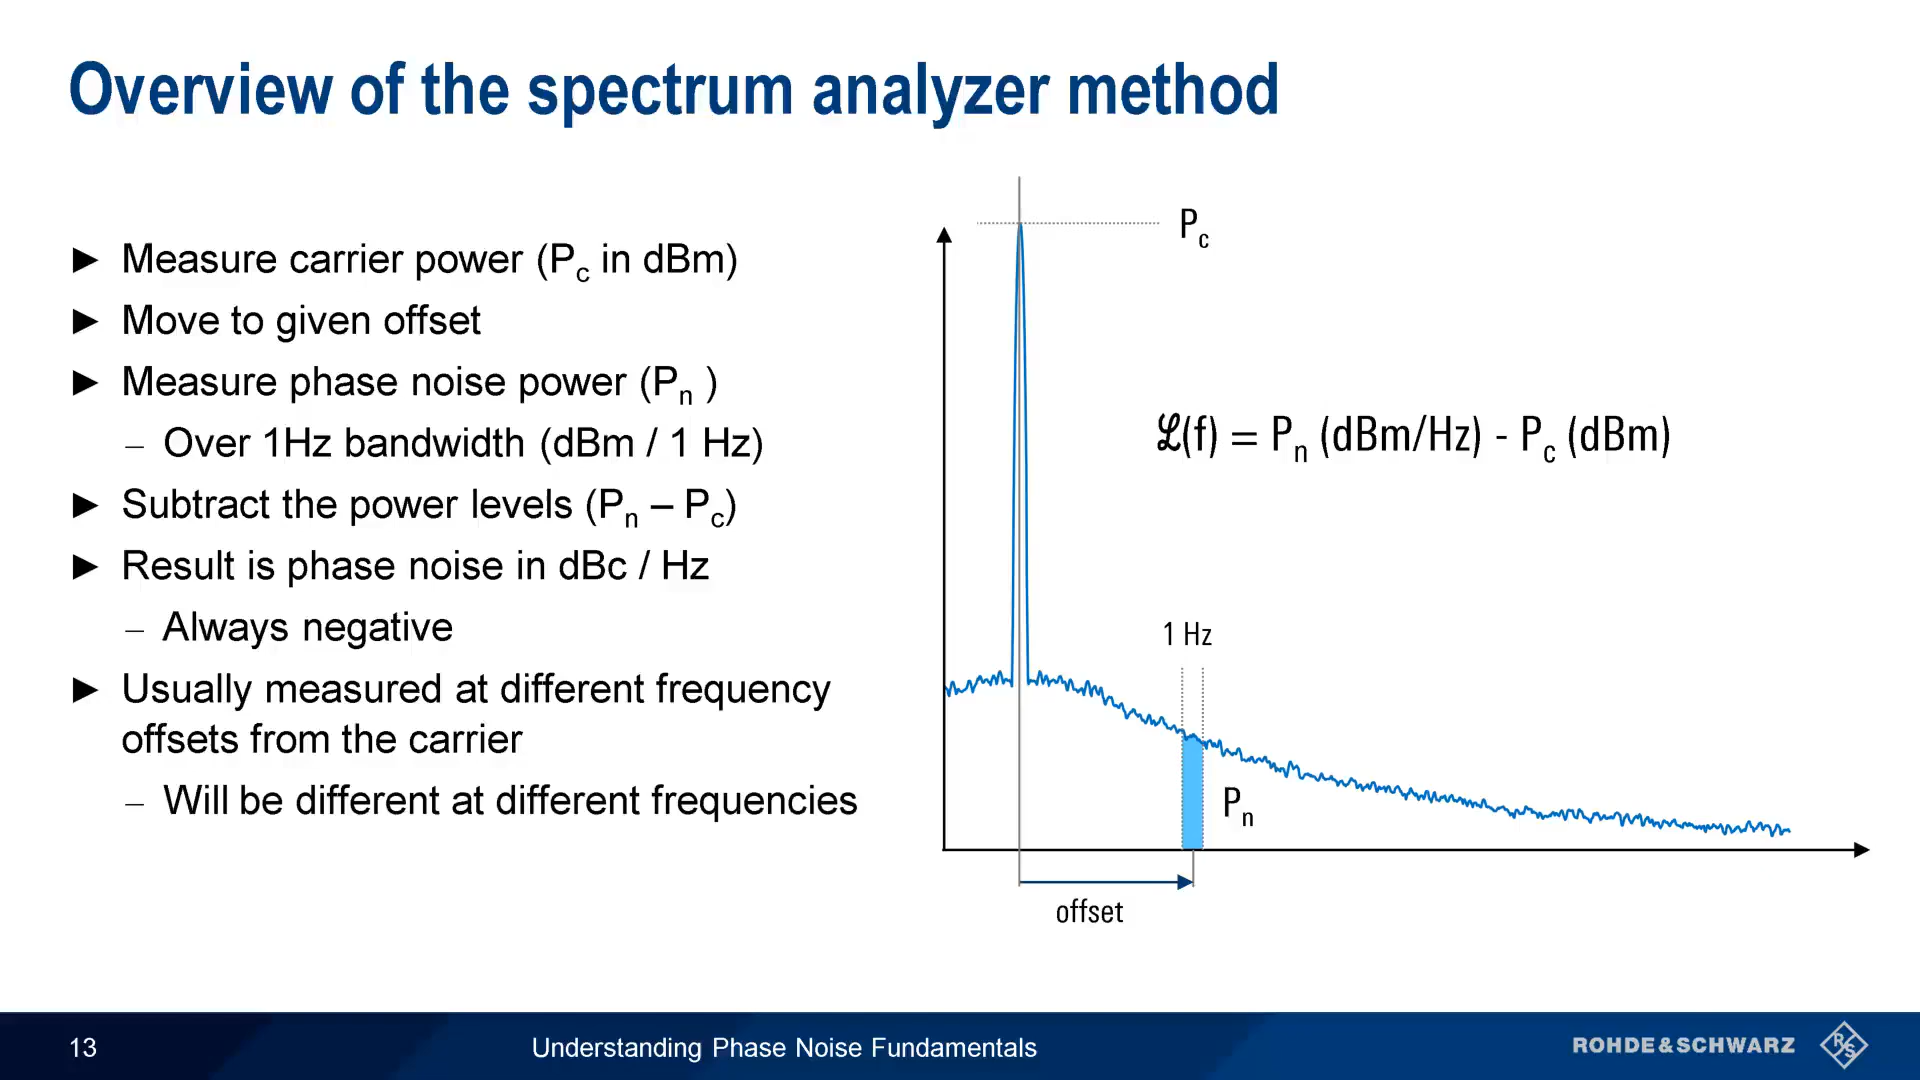 Overview of the spectrum analyzer method
► Measure carrier power (Pc in dBm)
► Move to given offset
► Measure phase noise power (Pn )
– Over 1Hz bandwidth (dBm / 1 Hz)
► Subtract the power levels (Pn – Pc)
► Result is phase noise in dBc / Hz
– Always negative
► Usually measured at different frequency
offsets from the carrier
– Will be different at different frequencies
Pc
ℒ(f) = Pn (dBm/Hz) - Pc (dBm)
1 Hz
Pn
offset
13
Understanding Phase Noise Fundamentals
ROHDE&SCHWARZ
R&S